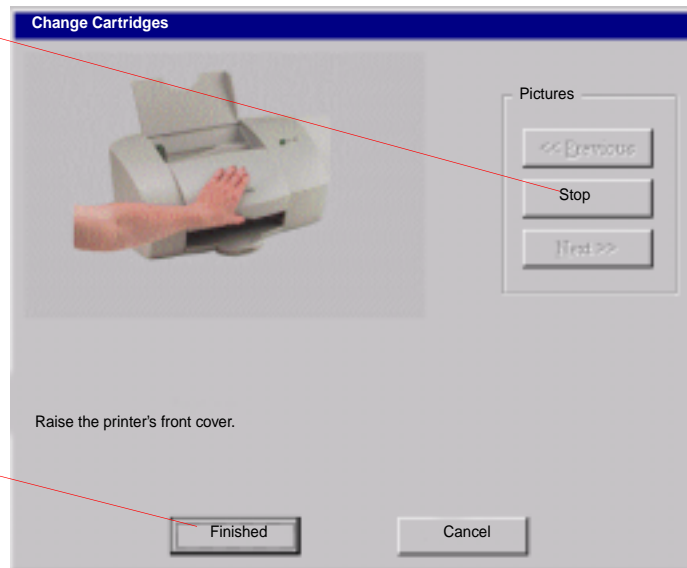 Change Cartridges
Pictures
<< Previous
Stop
Next >>
Raise the printer's front cover.
Finished
Cancel